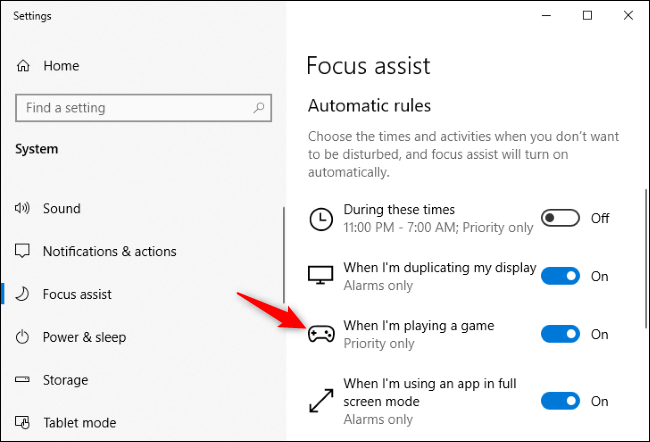 Settings
Home
Find a setting
System
Sound
Notifications & actions
Focus assist
Power & sleep
Storage
Tablet mode
Focus assist
Automatic rules
Choose the times and activities when you don't want
to be disturbed, and focus assist will turn on
automatically.
During these times
11:00 PM - 7:00 AM; Priority only
Off
When I'm duplicating my display
Alarms only
On
When I'm playing a game
Priority only
On
When I'm using an app in full
screen mode
Alarms only
On